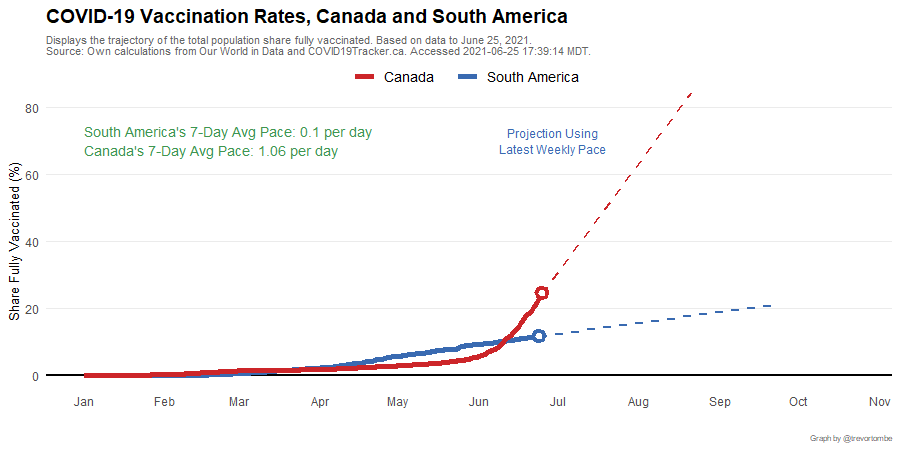 COVID-19 Vaccination Rates, Canada and South America
Displays the trajectory of the total population share fully vaccinated. Based on data to June 25, 2021.
Source: Own calculations from Our World in Data and COVID19Tracker.ca. Accessed 2021-06-25 17:39:14 MDT.
Canada South America
South America's 7-Day Avg Pace: 0.1 per day
Canada's 7-Day Avg Pace: 1.06 per day
Projection Using
Latest Weekly Pace
Share Fully Vaccinated (%)
80
60
40
20
0
Jan Feb Mar Apr May Jun Jul Aug Sep Oct Nov
Graph by @trevortombe